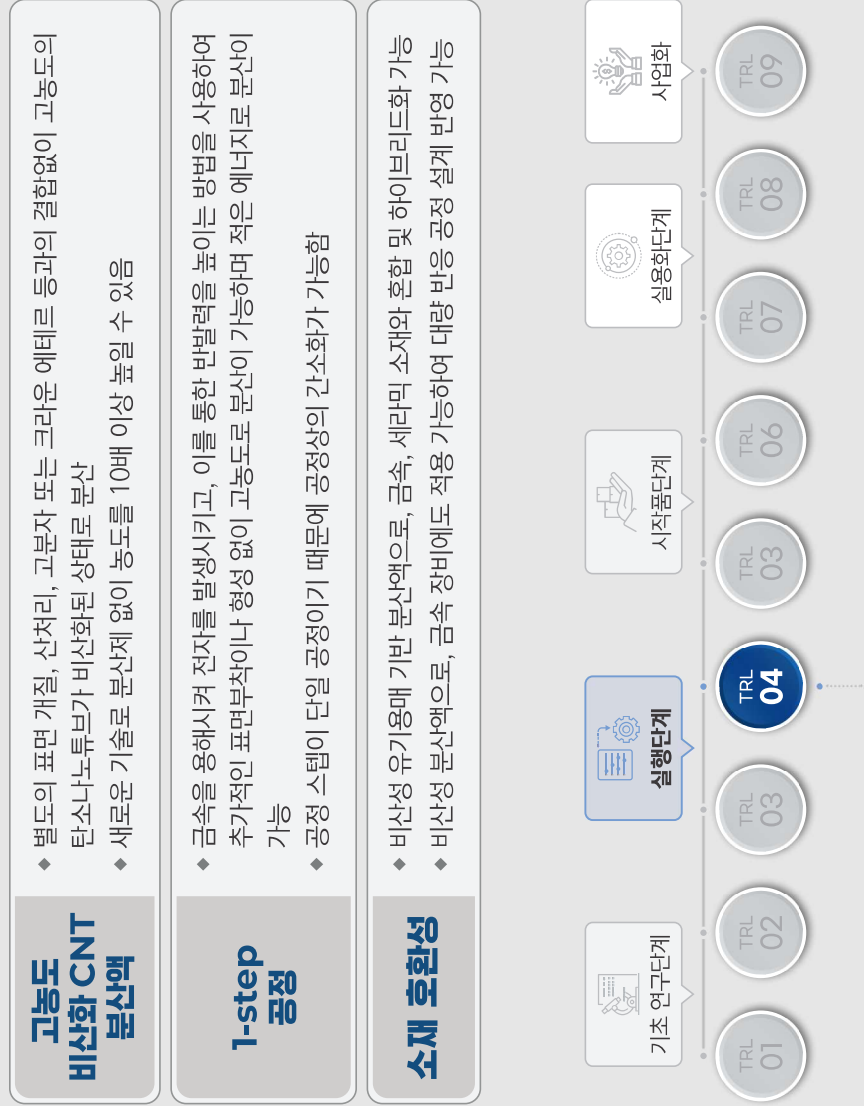 고농도
비산화 CNT
분산액
◆ 별도의 표면 개질, 산처리, 고분자 또는 크라운 에테르 등과의 결합없이 고농도의
탄소나노튜브가 비산화된 상태로 분산
◆ 새로운 기술로 분산제 없이 농도를 10배 이상 높일 수 있음
1-step
공정
◆ 금속을 용해시켜 전자를 발생시키고, 이를 통한 반발력을 높이는 방법을 사용하여
추가적인 표면부착이나 형성 없이 고농도로 분산이 가능하며 적은 에너지로 분산이
가능
◆ 공정 스텝이 단일 공정이기 때문에 공정상의 간소화가 가능함
소재 호환성
◆ 비산성 유기용매 기반 분산액으로, 금속, 세라믹 소재와 혼합 및 하이브리드화 가능
◆ 비산성 분산액으로, 금속 장비에도 적용 가능하여 대량 반응 공정 설계 반영 가능
기초 연구단계
실행단계
시작품단계
실용화단계
사업화
TRL
01
TRL
02
TRL
03
TRL
04
TRL
03
TRL
06
TRL
07
TRL
08
TRL
09